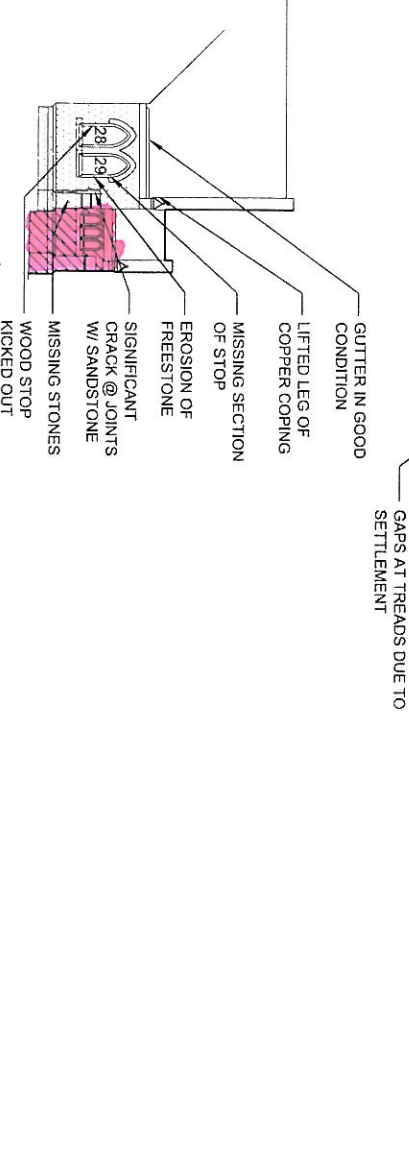 GAPS AT TREADS DUE TO
SETTLEMENT
GUTTER IN GOOD
CONDITION
LIFTED LEG OF
COPPER COPING
MISSING SECTION
OF STOP
EROSION OF
FREESTONE
SIGNIFICANT
CRACK @ JOINTS
W/ SANDSTONE
MISSING STONES
WOOD STOP
KICKED OUT
28
29